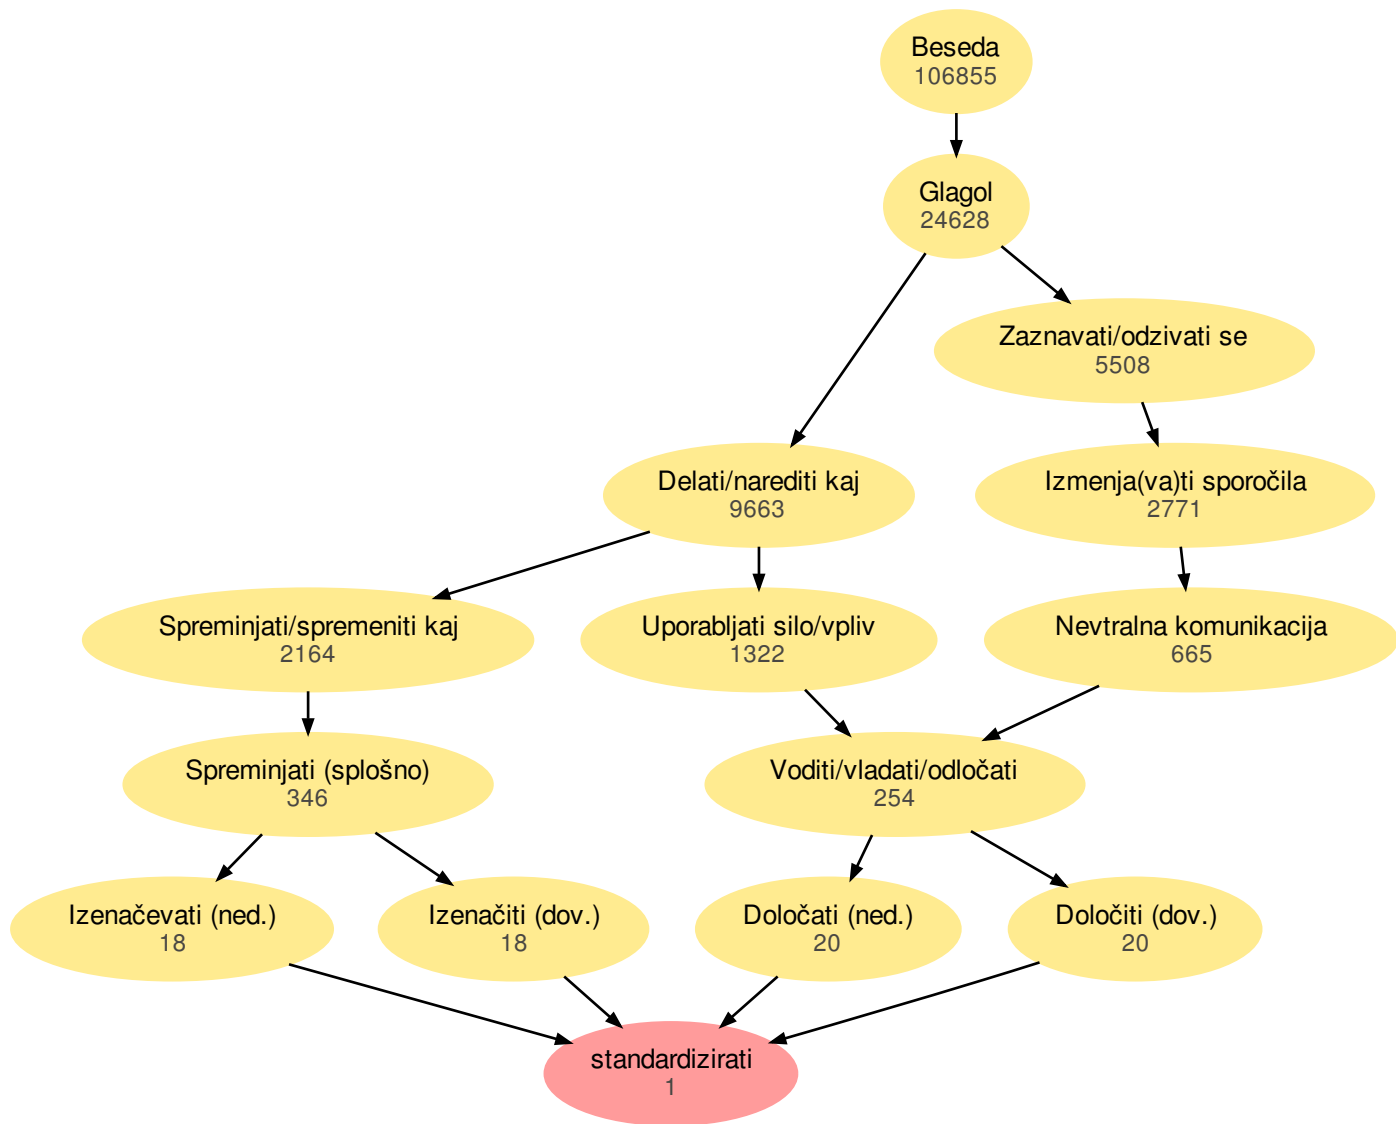 Beseda
106855
Glagol
24628
Zaznavati/odzivati se
5508
Delati/narediti kaj
9663
Izmenja(va)ti sporočila
2771
Spreminjati/spremeniti kaj
2164
Uporabljati silo/vpliv
1322
Nevtralna komunikacija
665
Spreminjati (splošno)
346
Voditi/vladati/odločati
254
Izenačevati (ned.)
18
Izenačiti (dov.)
18
Določati (ned.)
20
Določiti (dov.)
20
standardizirati
1